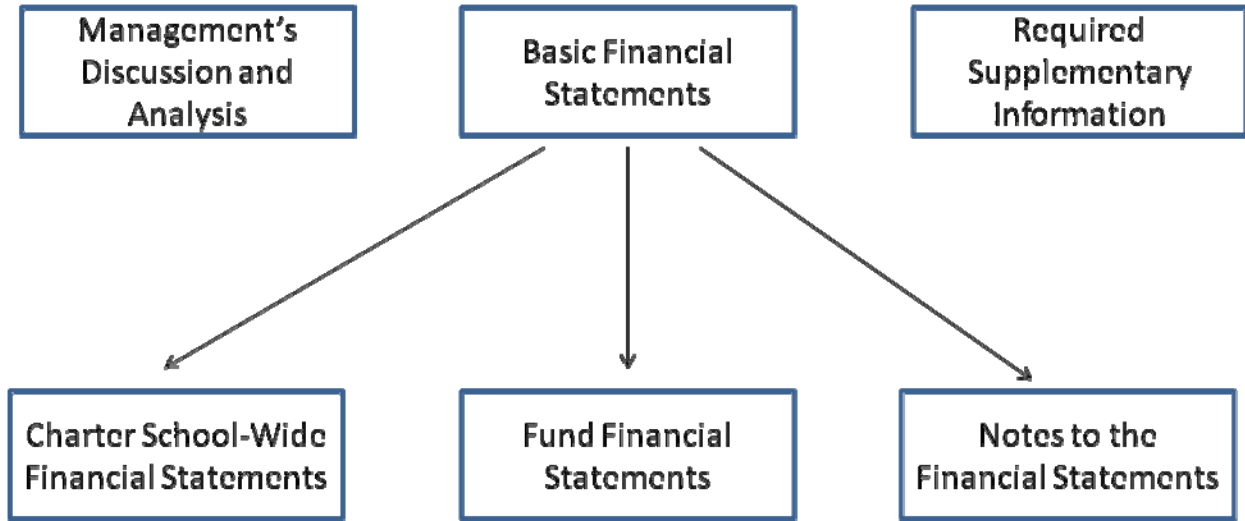 Management's
Discussion and
Analysis
Basic Financial
Statements
Required
Supplementary
Information
Charter School-Wide
Financial Statements
Fund Financial
Statements
Notes to the
Financial Statements